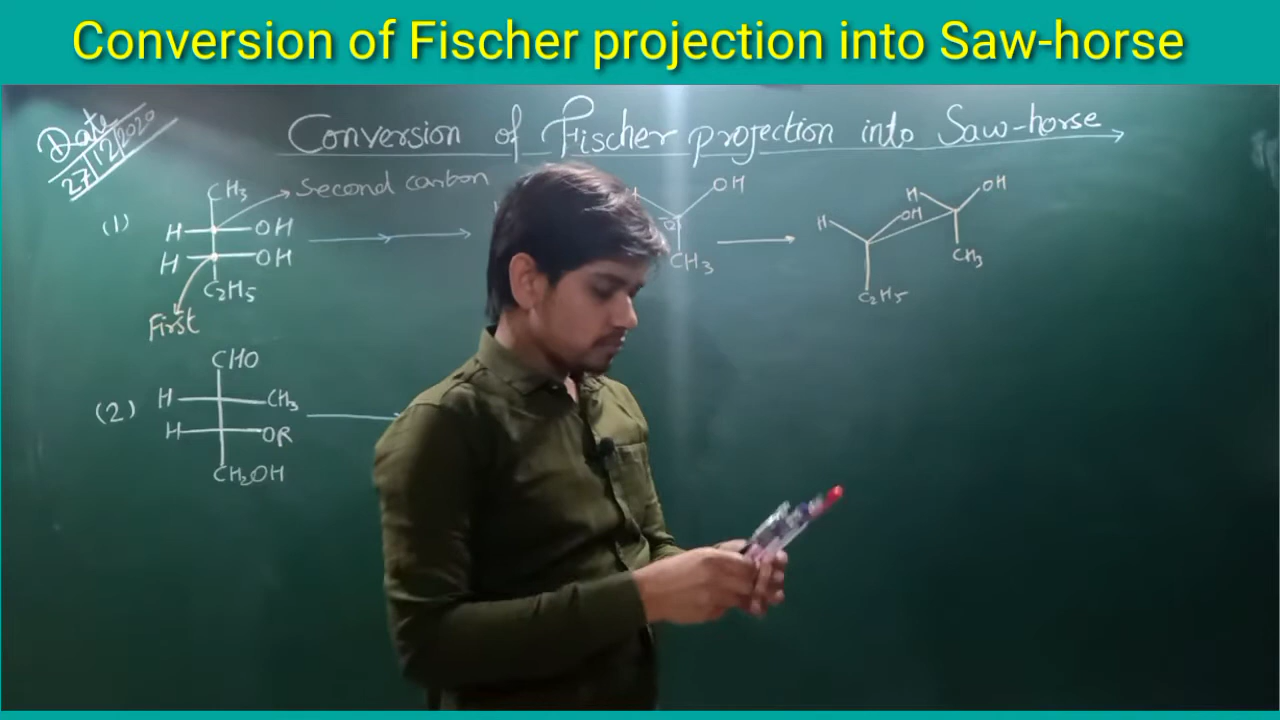 Conversion of Fischer projection into Saw-horse
Date
27/12/2020
Conversion of Fischer projection into Saw-horse
(1)
CH3
Second carbon
H OH
H OH
C2H5
First
OH
(2)
CH3
H OH
H OH
C2H5
CH3
(2)
CHO
H CH3
H OR
CH2OH